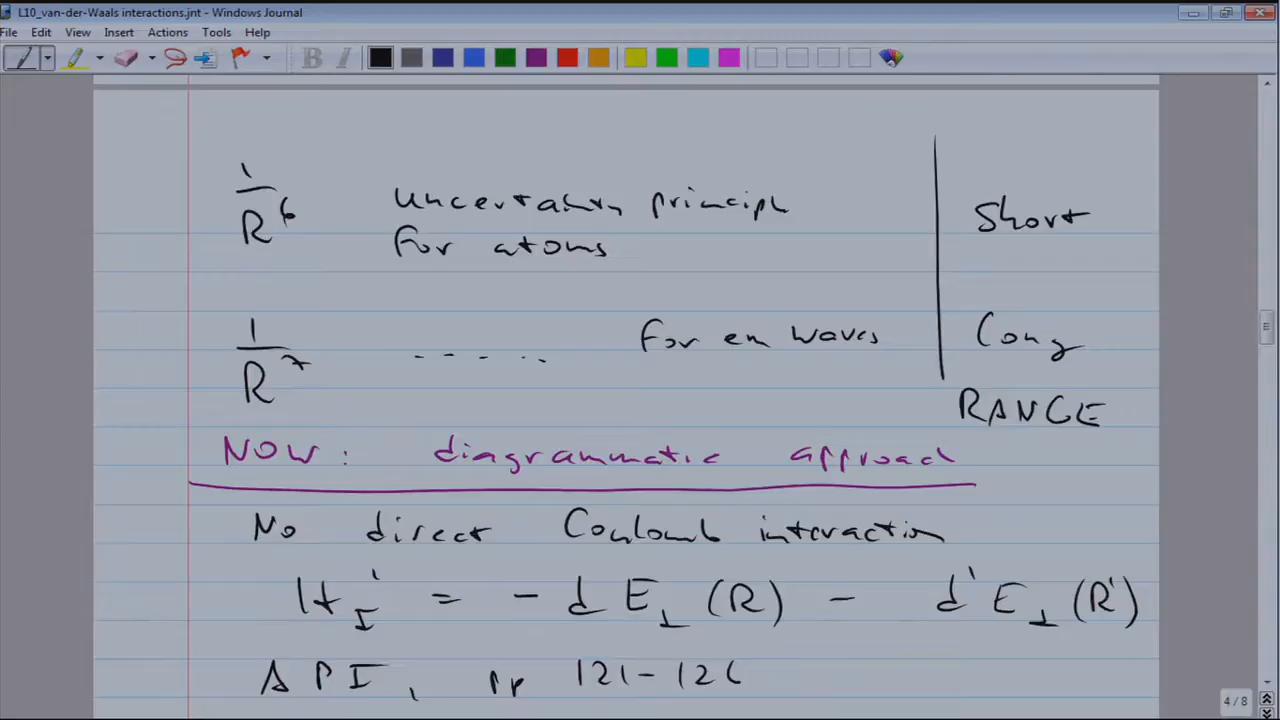 L10_van-der-Waals interactions.jnt - Windows Journal
File Edit View Insert Actions Tools Help
B I
1/R^6 Uncertainty principle Short
For atoms
1/R^7 ...... For em waves Long
RANGE
NOW: diagrammatic approach
No direct Coulomb interaction
H_I' = - d E_⊥ (R) - d' E_⊥ (R')
API, pp 121-126
4 / 8